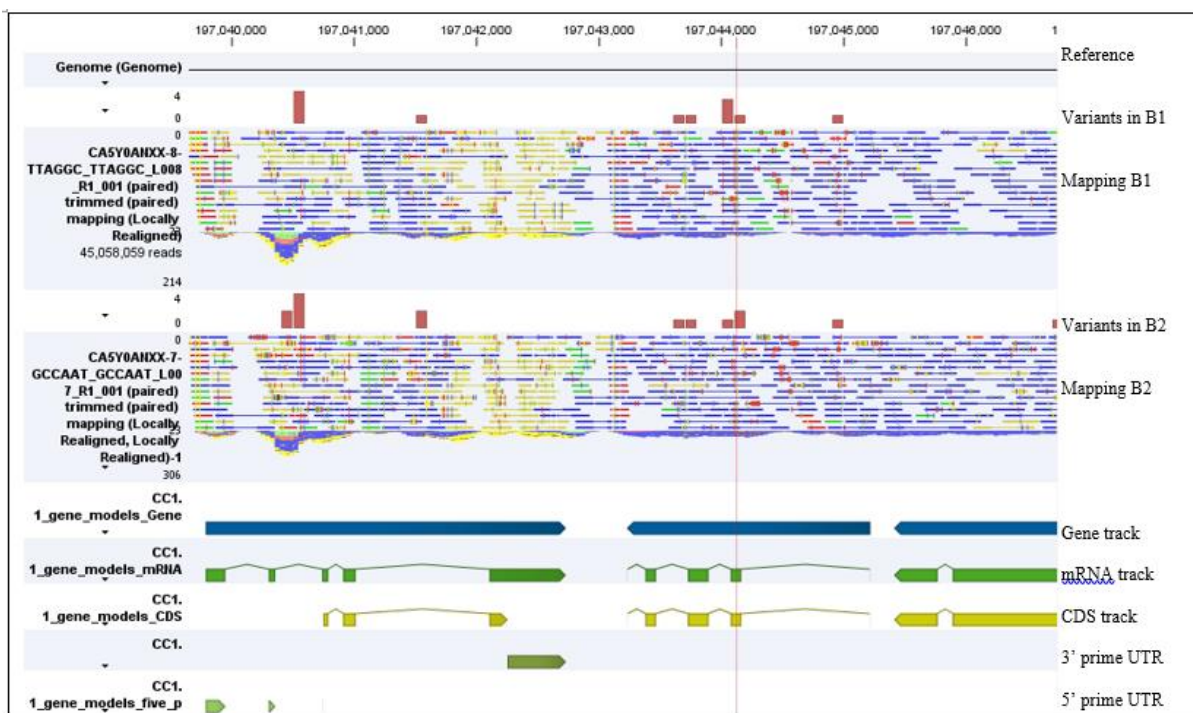 197,040,000 197,041,000 197,042,000 197,043,000 197,044,000 197,045,000 197,046,000 1
Genome (Genome)
Reference
4
0
Variants in B1
0
CA5Y0ANXX-8-
TTAGGC_TTAGGC_L008
_R1_001 (paired)
trimmed (paired)
mapping (Locally
Realigned)
45,058,059 reads
214
Mapping B1
4
0
Variants in B2
0
CA5Y0ANXX-7-
GCCAAT_GCCAAT_L00
7_R1_001 (paired)
trimmed (paired)
mapping (Locally
Realigned, Locally
Realigned)-1
306
Mapping B2
CC1.
1_gene_models_Gene
Gene track
CC1.
1_gene_models_mRNA
mRNA track
CC1.
1_gene_models_CDS
CDS track
CC1.
3' prime UTR
CC1.
1_gene_models_five_p
5' prime UTR